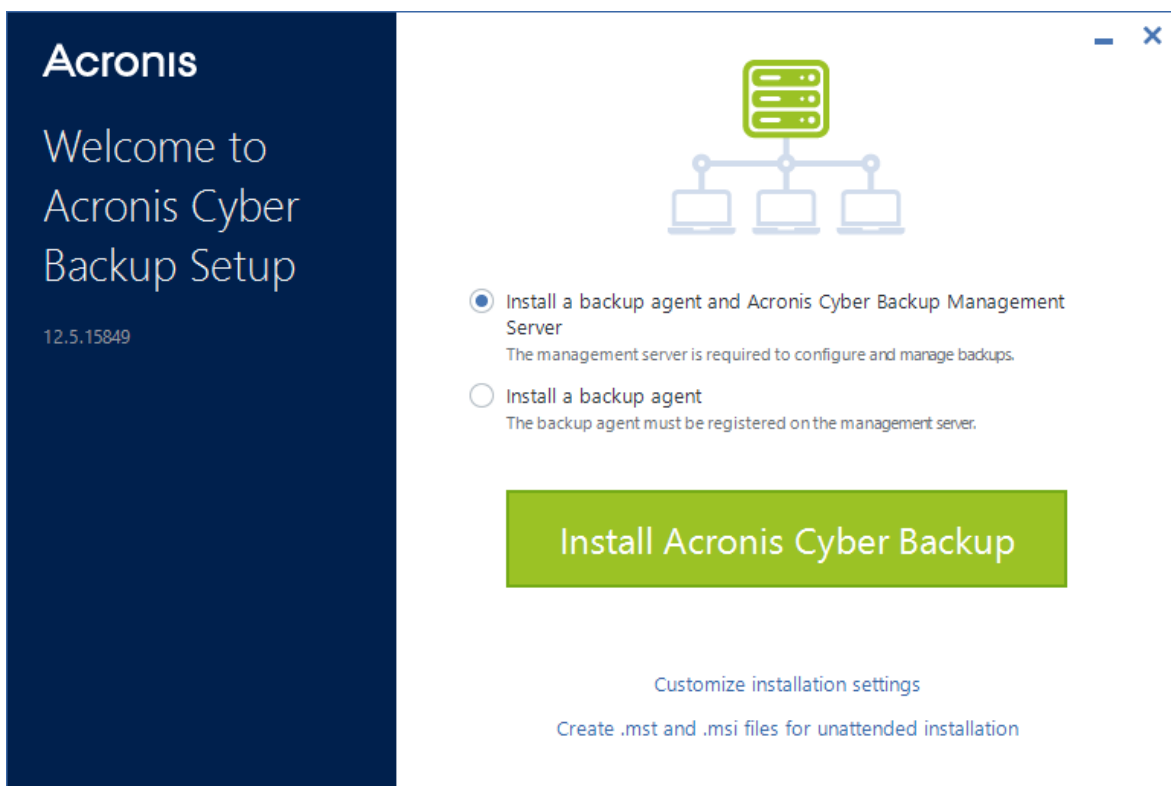 Acronis
Welcome to
Acronis Cyber
Backup Setup
12.5.15849
Install a backup agent and Acronis Cyber Backup Management
Server
The management server is required to configure and manage backups.
Install a backup agent
The backup agent must be registered on the management server.
Install Acronis Cyber Backup
Customize installation settings
Create .mst and .msi files for unattended installation